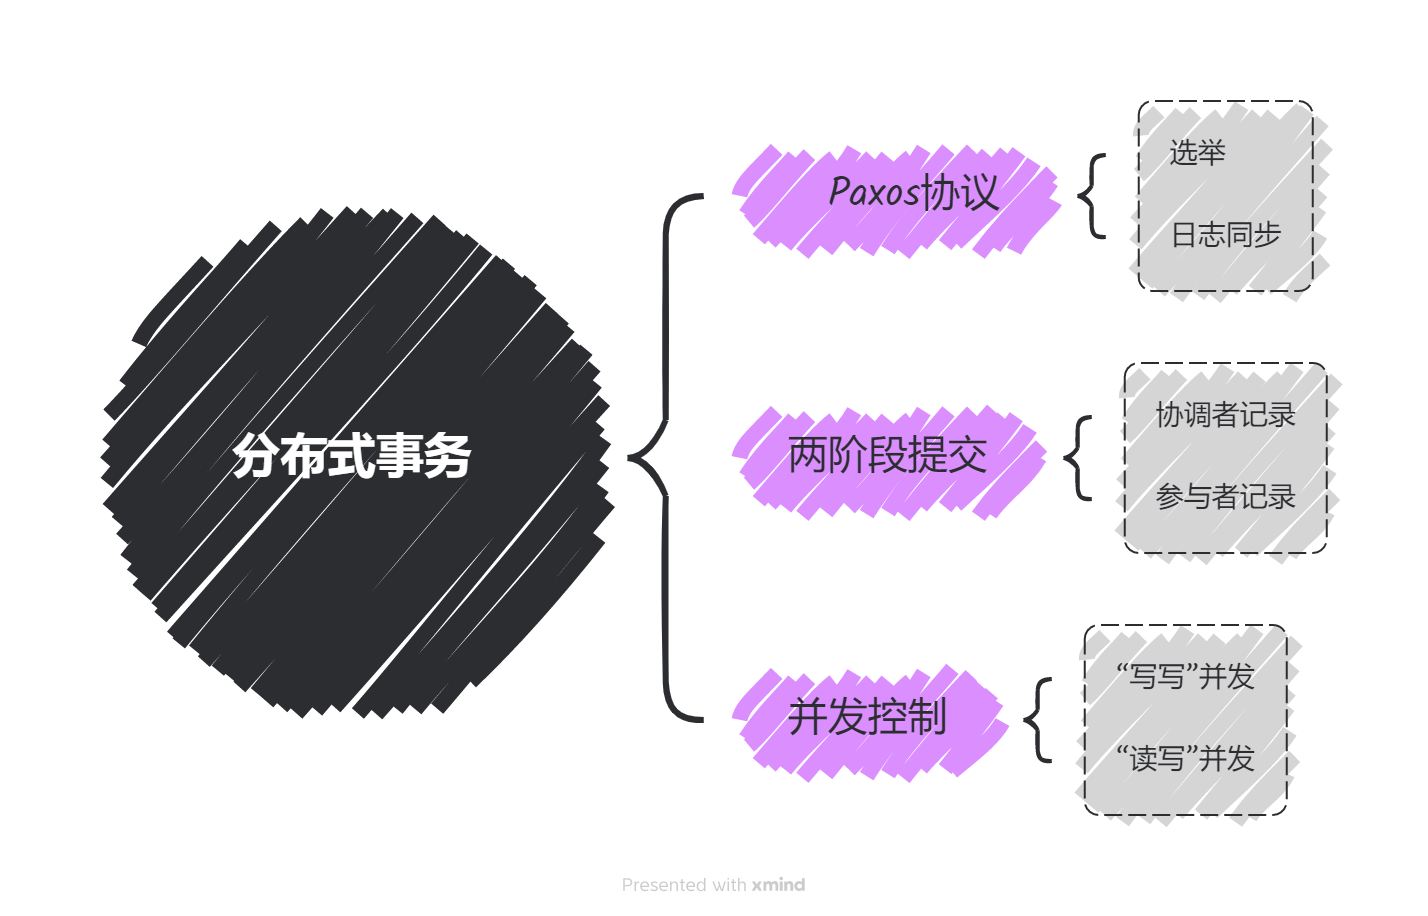 分布式事务
Paxos协议
选举
日志同步
两阶段提交
协调者记录
参与者记录
并发控制
“写写”并发
“读写”并发
Presented with xmind